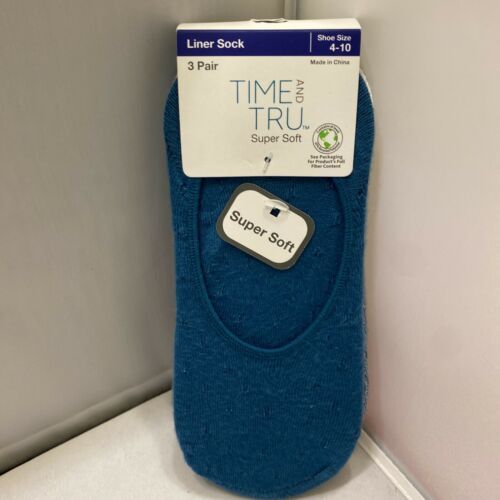 Liner Sock
Shoe Size
4-10
3 Pair
Made in China
TIME AND
TRU™
Super Soft
See Packaging
for Product's Full
Fiber Content
Super Soft